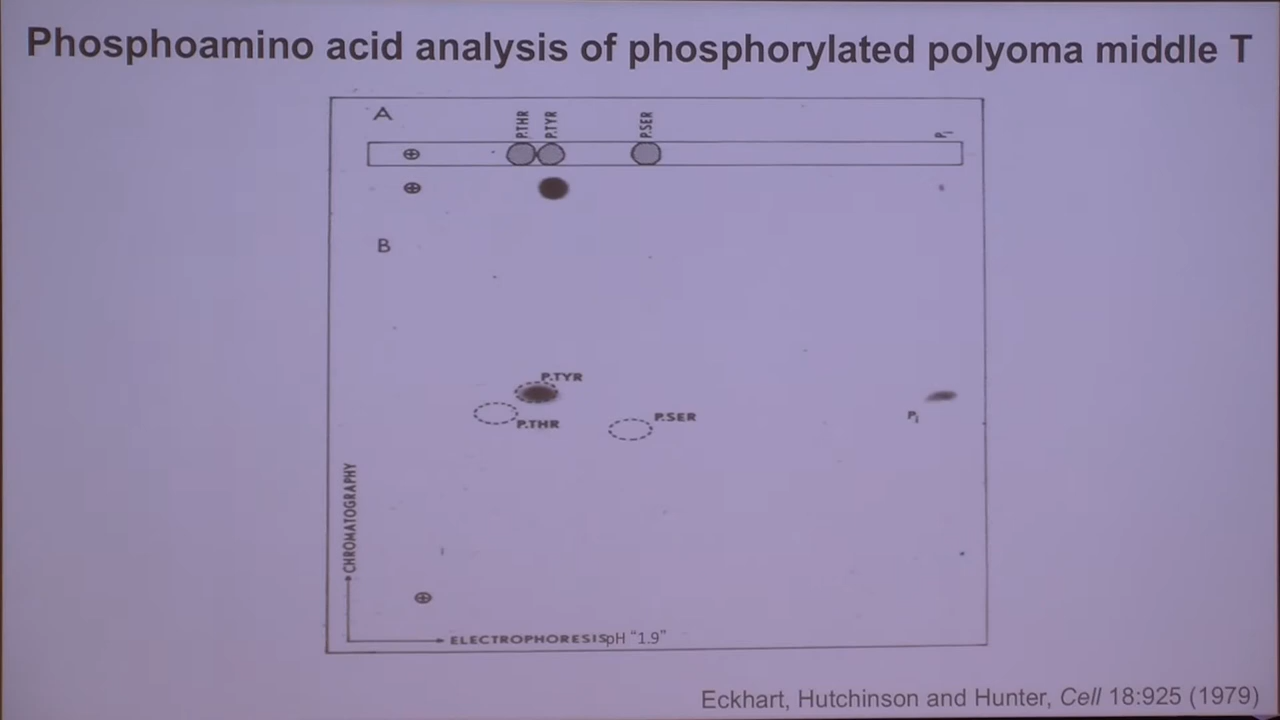 Phosphoamino acid analysis of phosphorylated polyoma middle T
A
P.THR
P.TYR
P.SER
Pi
B
P.TYR
P.THR
P.SER
Pi
CHROMATOGRAPHY
ELECTROPHORESIS pH “1.9”
Eckhart, Hutchinson and Hunter, Cell 18:925 (1979)